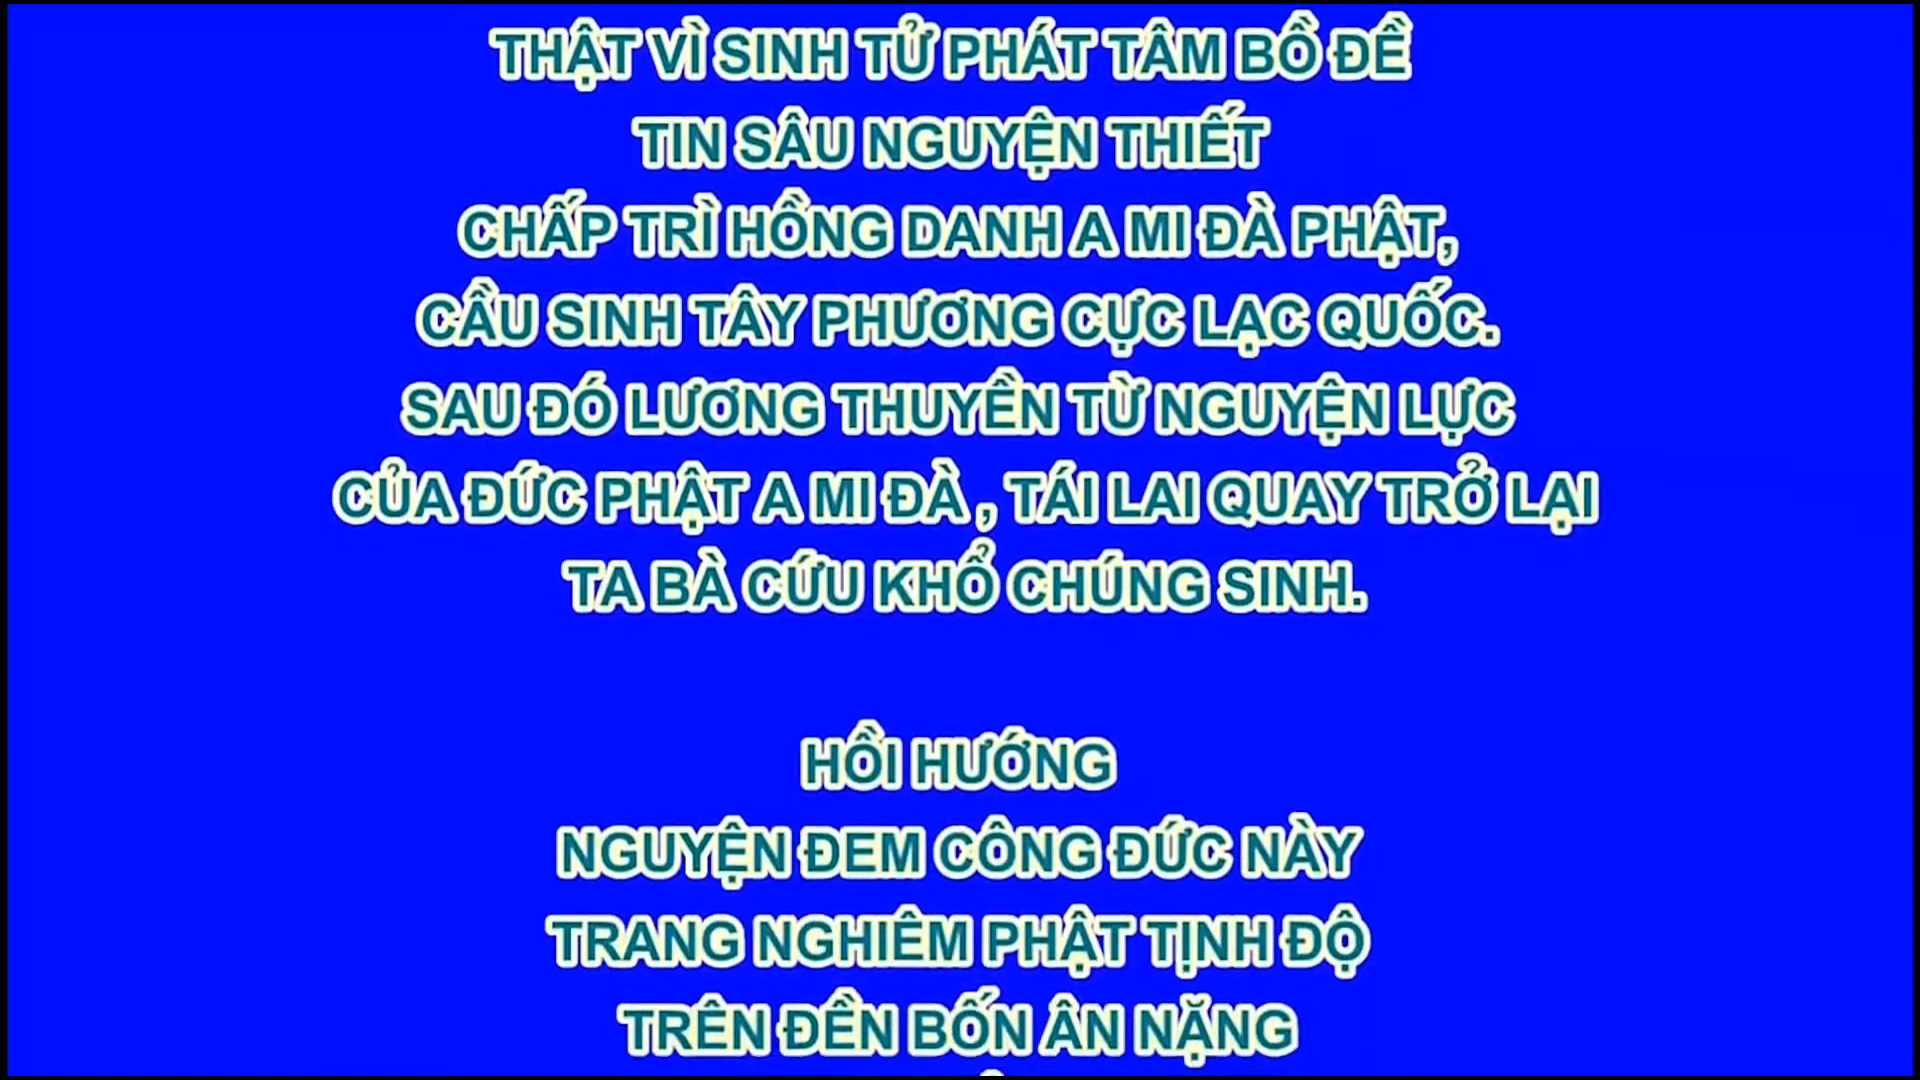 THẬT VÌ SINH TỬ PHÁT TÂM BỒ ĐỀ
TIN SÂU NGUYỆN THIẾT
CHẤP TRÌ HỒNG DANH A MI ĐÀ PHẬT,
CẦU SINH TÂY PHƯƠNG CỰC LẠC QUỐC.
SAU ĐÓ LƯƠNG THUYỀN TỪ NGUYỆN LỰC
CỦA ĐỨC PHẬT A MI ĐÀ , TÁI LAI QUAY TRỞ LẠI
TA BÀ CỨU KHỔ CHÚNG SINH.
HỒI HƯỚNG
NGUYỆN ĐEM CÔNG ĐỨC NÀY
TRANG NGHIÊM PHẬT TỊNH ĐỘ
TRÊN ĐỀN BỐN ÂN NẶNG